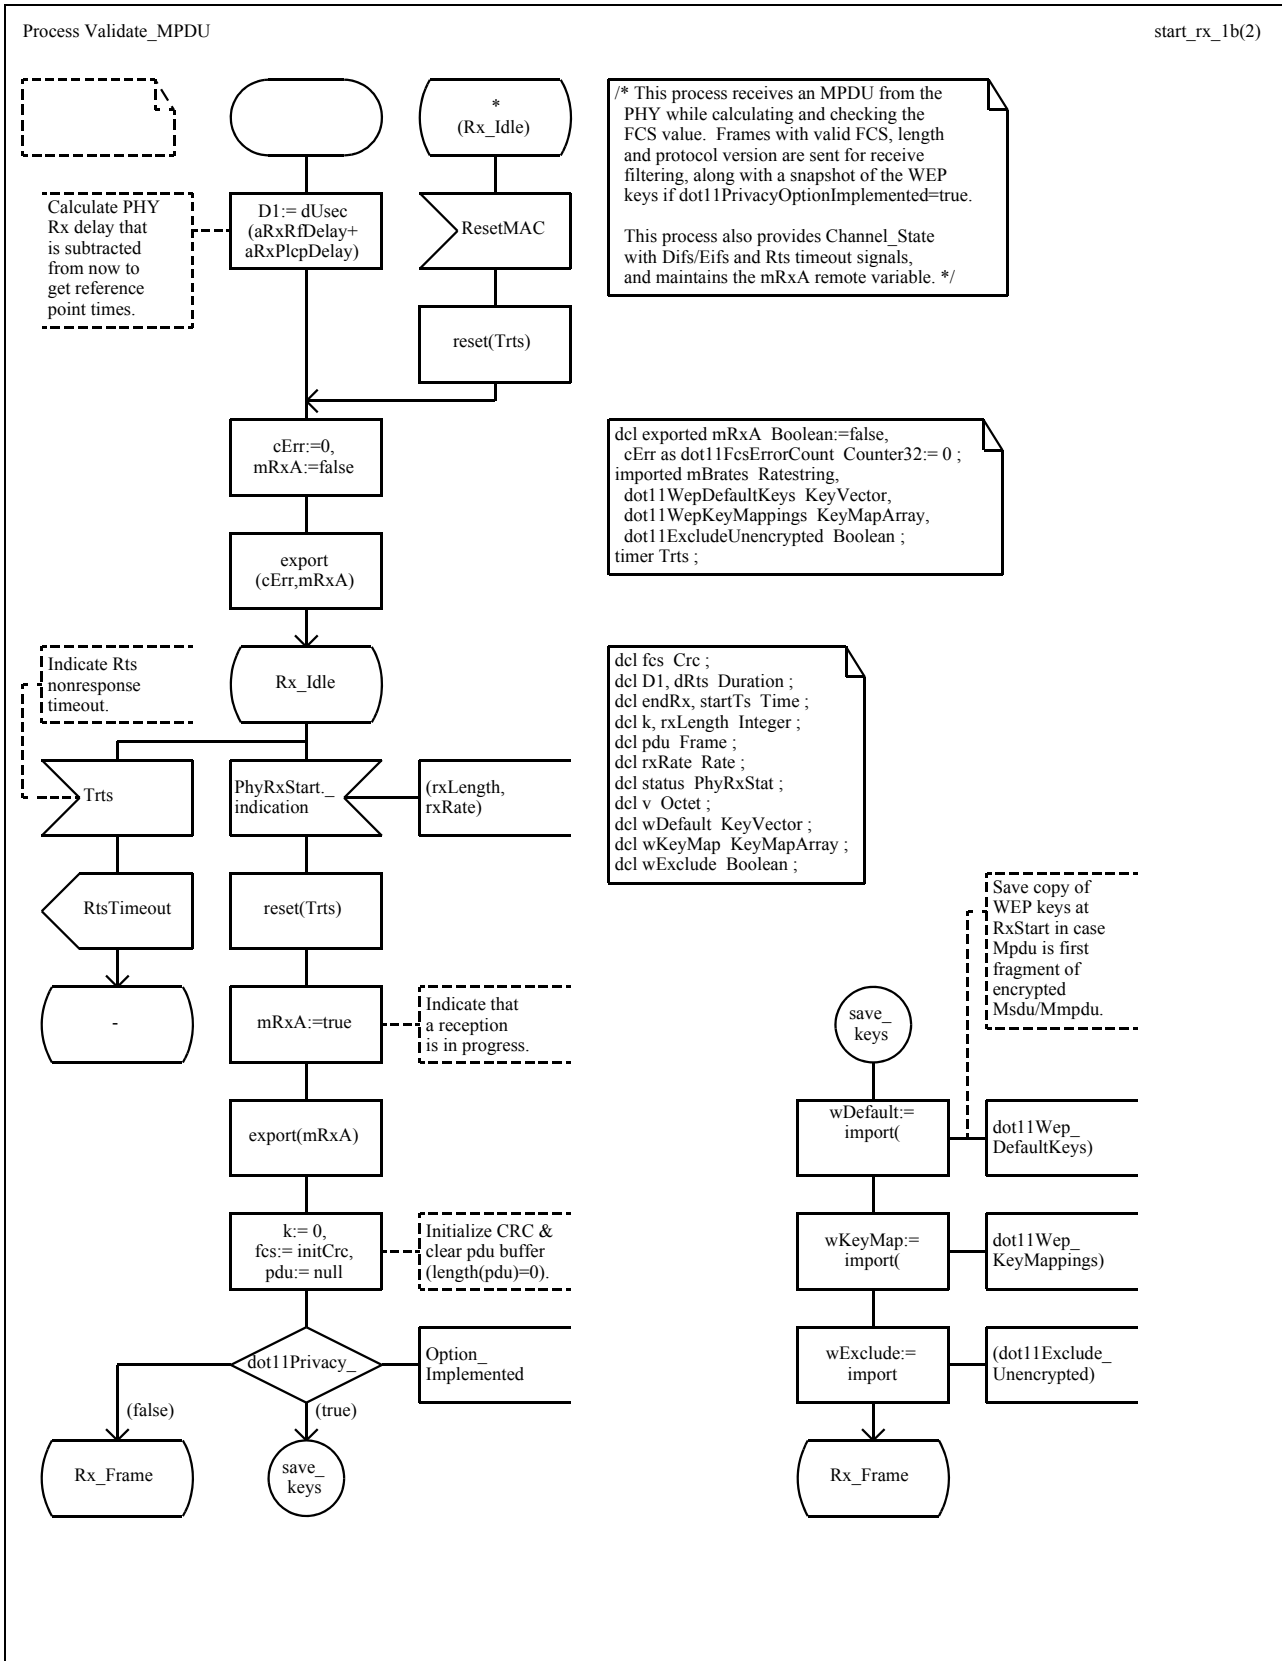 Process Validate_MPDU
start_rx_1b(2)
*
(Rx_Idle)
/* This process receives an MPDU from the
PHY while calculating and checking the
FCS value.  Frames with valid FCS, length
and protocol version are sent for receive
filtering, along with a snapshot of the WEP
keys if dot11PrivacyOptionImplemented=true.
This process also provides Channel_State
with Difs/Eifs and Rts timeout signals,
and maintains the mRxA remote variable. */
Calculate PHY
Rx delay that
is subtracted
from now to
get reference
point times.
D1:= dUsec
(aRxRfDelay+
aRxPlcpDelay)
ResetMAC
reset(Trts)
cErr:=0,
mRxA:=false
dcl exported mRxA  Boolean:=false,
cErr as dot11FcsErrorCount  Counter32:= 0 ;
imported mBrates  Ratestring,
dot11WepDefaultKeys  KeyVector,
dot11WepKeyMappings  KeyMapArray,
dot11ExcludeUnencrypted  Boolean ;
timer Trts ;
export
(cErr,mRxA)
Indicate Rts
nonresponse
timeout.
Rx_Idle
dcl fcs  Crc ;
dcl D1, dRts  Duration ;
dcl endRx, startTs  Time ;
dcl k, rxLength  Integer ;
dcl pdu  Frame ;
dcl rxRate  Rate ;
dcl status  PhyRxStat ;
dcl v  Octet ;
dcl wDefault  KeyVector ;
dcl wKeyMap  KeyMapArray ;
dcl wExclude  Boolean ;
Trts
PhyRxStart._
indication
(rxLength,
rxRate)
RtsTimeout
reset(Trts)
Save copy of
WEP keys at
RxStart in case
Mpdu is first
fragment of
encrypted
Msdu/Mmpdu.
-
mRxA:=true
Indicate that
a reception
is in progress.
save_
keys
export(mRxA)
wDefault:=
import(
dot11Wep_
DefaultKeys)
k:= 0,
fcs:= initCrc,
pdu:= null
Initialize CRC &
clear pdu buffer
(length(pdu)=0).
wKeyMap:=
import(
dot11Wep_
KeyMappings)
dot11Privacy_
Option_
Implemented
wExclude:=
import
(dot11Exclude_
Unencrypted)
(false)
(true)
Rx_Frame
save_
keys
Rx_Frame